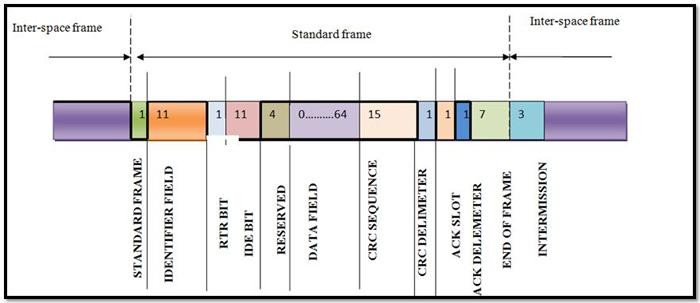 Inter-space frame
Standard frame
Inter-space frame
1 11 1 11 4 0..........64 15 1 1 1 7 3
STANDARD FRAME
IDENTIFIER FIELD
RTR BIT
IDE BIT
RESERVED
DATA FIELD
CRC SEQUENCE
CRC DELIMETER
ACK SLOT
ACK DELEMETER
END OF FRAME
INTERMISSION